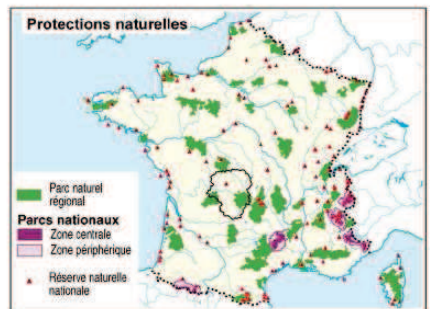 Protections naturelles
Parc naturel
régional
Parcs nationaux
Zone centrale
Zone périphérique
Réserve naturelle
nationale